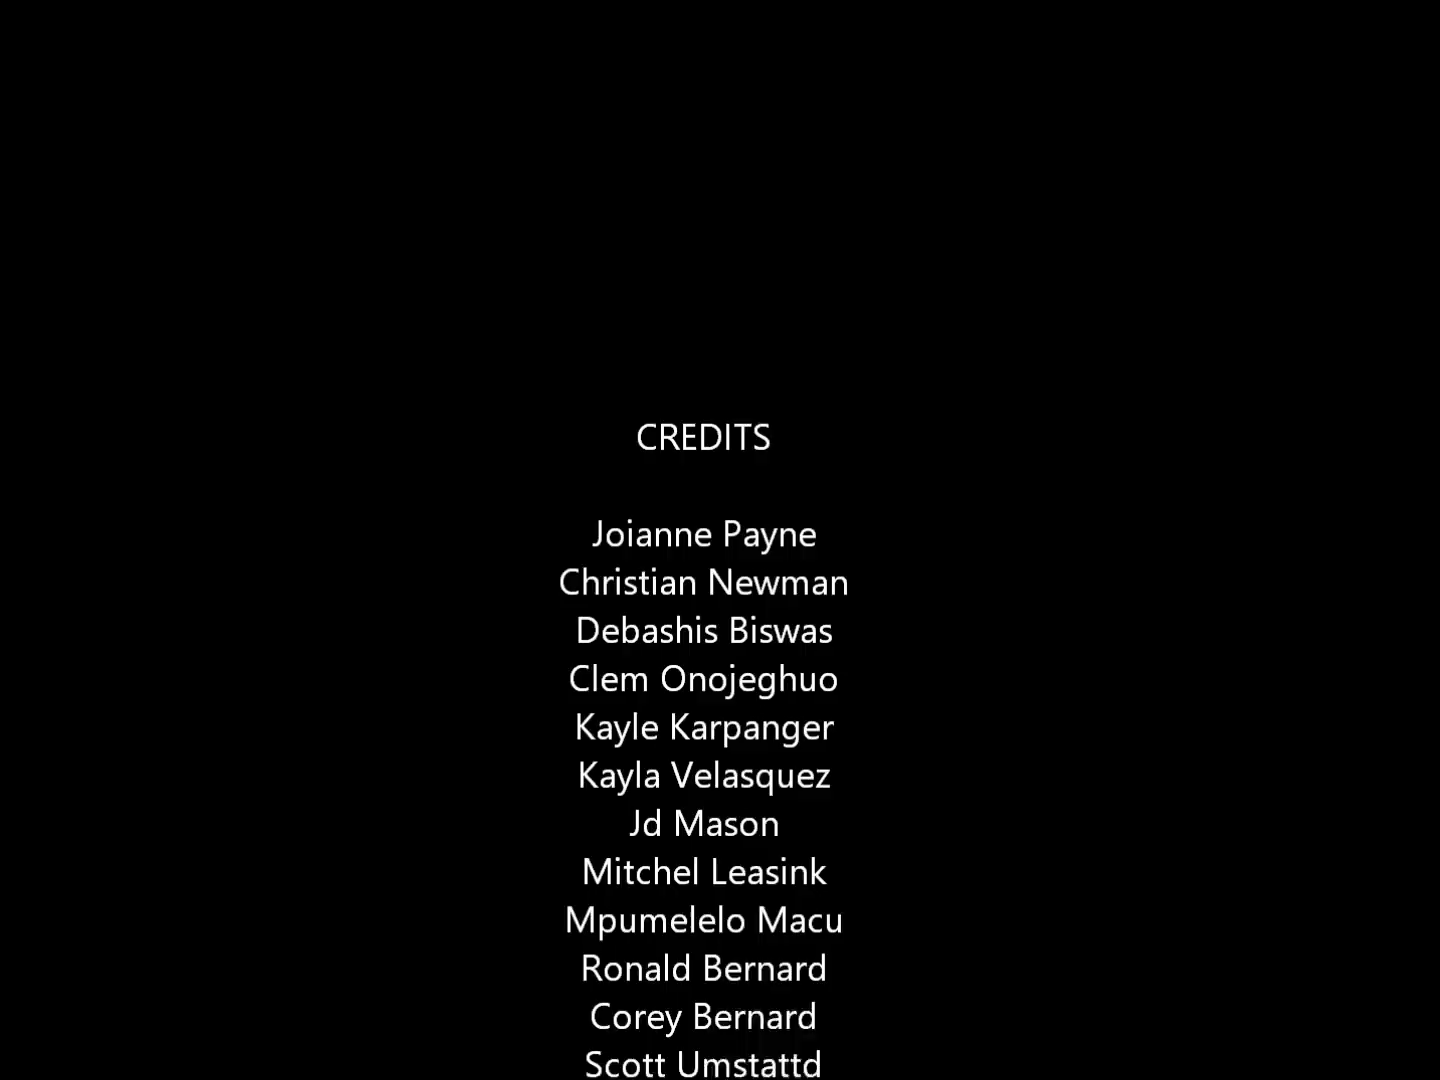 CREDITS
Joianne Payne
Christian Newman
Debashis Biswas
Clem Onojeghuo
Kayle Karpanger
Kayla Velasquez
Jd Mason
Mitchel Leasink
Mpumelelo Macu
Ronald Bernard
Corey Bernard
Scott Umstattd